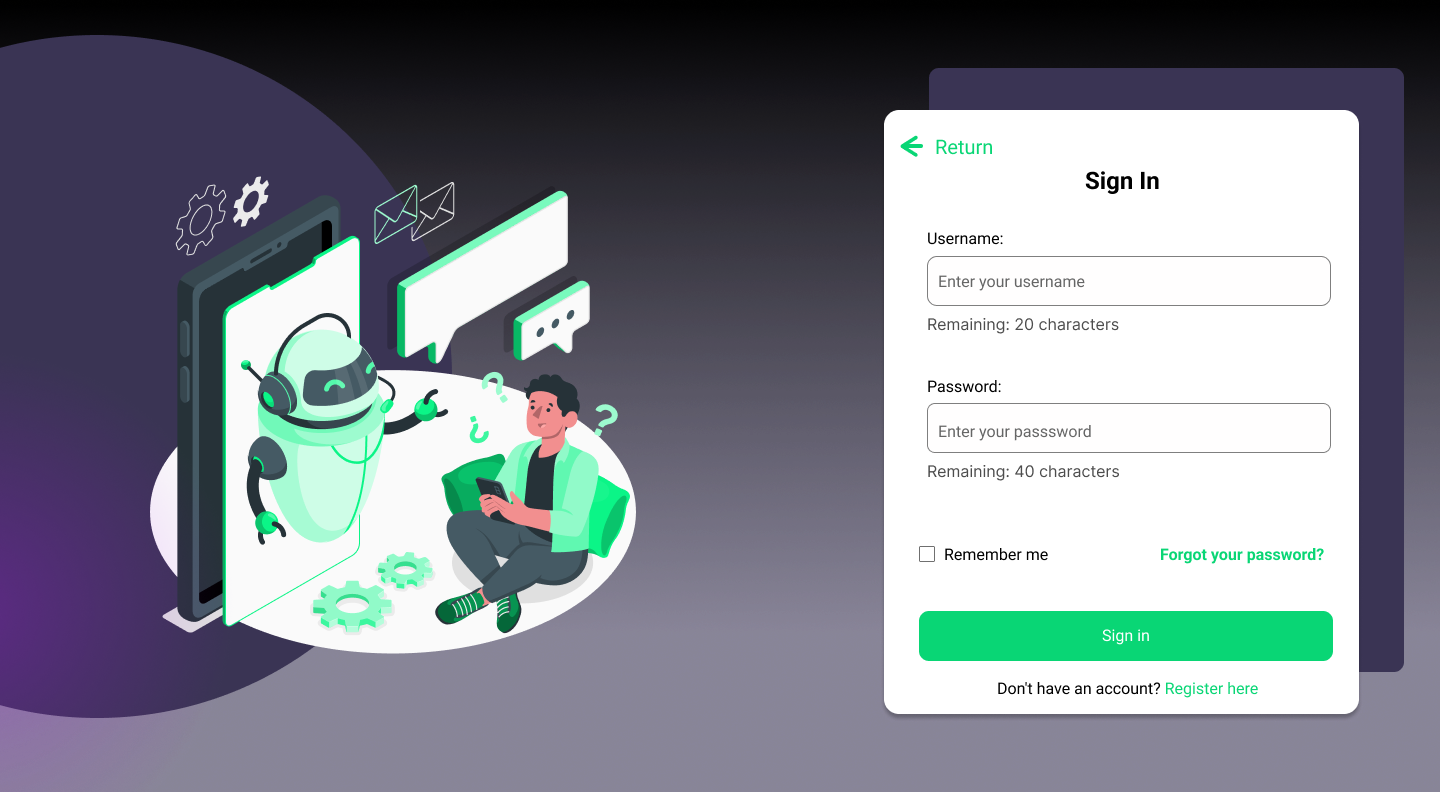 Return
Sign In
Username:
Enter your username
Remaining: 20 characters
Password:
Enter your passsword
Remaining: 40 characters
Remember me
Forgot your password?
Sign in
Don't have an account? Register here